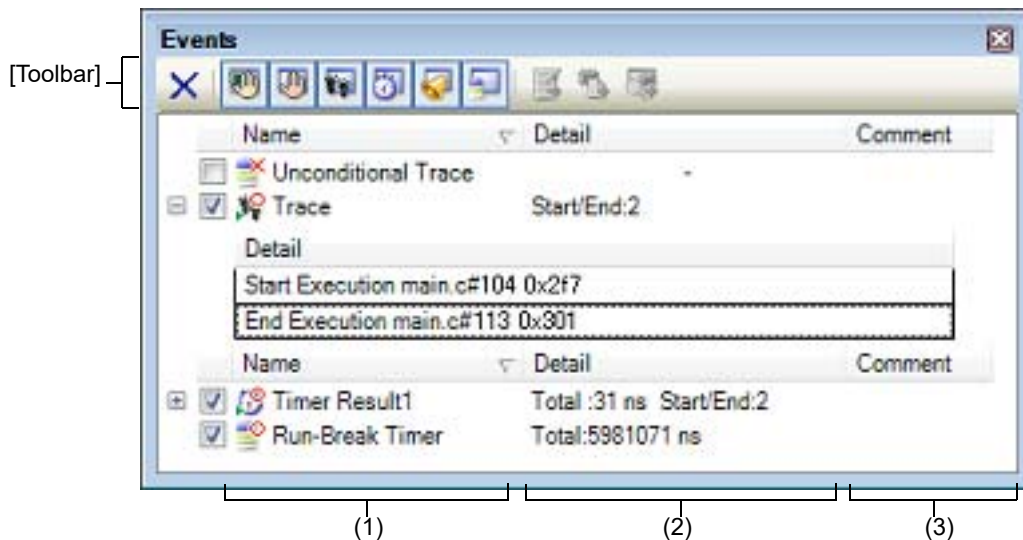 Events
[Toolbar]
Name Detail Comment
Unconditional Trace -
Trace Start/End:2
Detail
Start Execution main.c#104 0x2f7
End Execution main.c#113 0x301
Name Detail Comment
Timer Result1 Total :31 ns Start/End:2
Run-Break Timer Total:5981071 ns
(1) (2) (3)